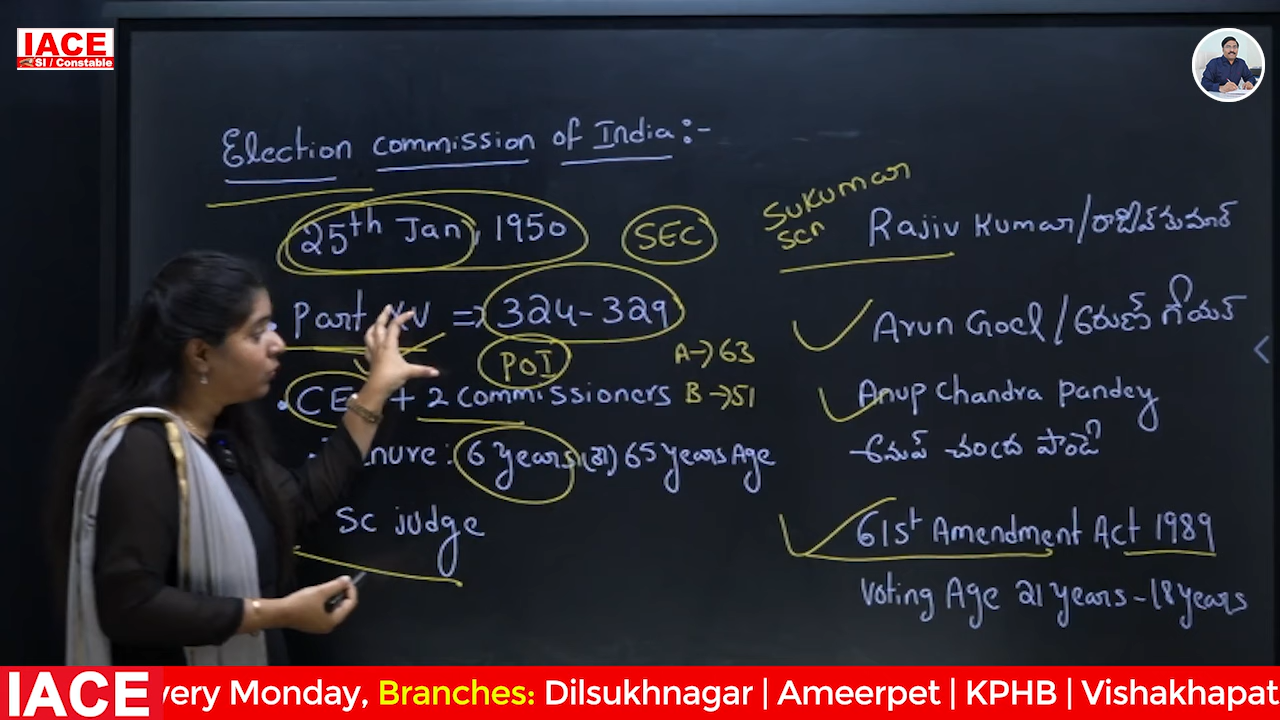 IACE
SI / Constable
Election commission of India:-
25th Jan, 1950 SEC
Part XV => 324-329
POI
CE + 2 commissioners
A->63
B->51
6 years (or) 65 years Age
Sc judge
Sukumar
Scn
Rajiv Kumar/రాజీవ్ కుమార్
Arun Goel/అరుణ్ గోయల్
Anup Chandra Pandey
అనుప్ చంద్ర పాండే
61st Amendment Act 1989
Voting Age 21 years - 18 years
IACE very Monday, Branches: Dilsukhnagar | Ameerpet | KPHB | Vishakhapat